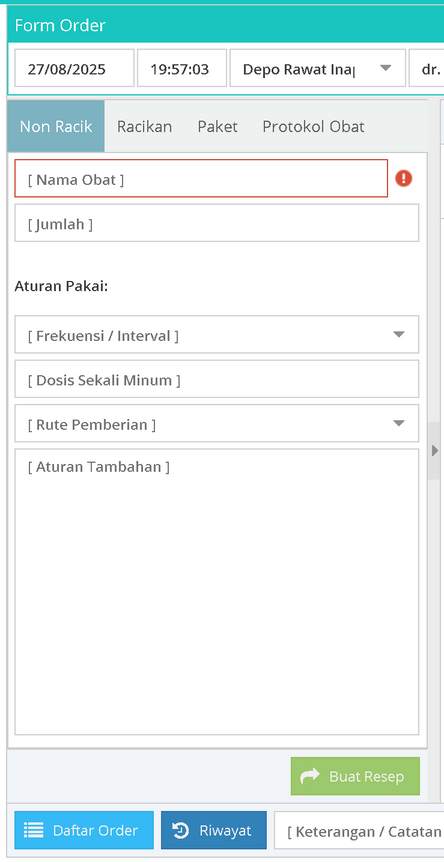 Form Order
27/08/2025 19:57:03 Depo Rawat Ina dr.
Non Racik Racikan Paket Protokol Obat
[ Nama Obat ]
[ Jumlah ]
Aturan Pakai:
[ Frekuensi / Interval ]
[ Dosis Sekali Minum ]
[ Rute Pemberian ]
[ Aturan Tambahan ]
Buat Resep
Daftar Order Riwayat [ Keterangan / Catatan